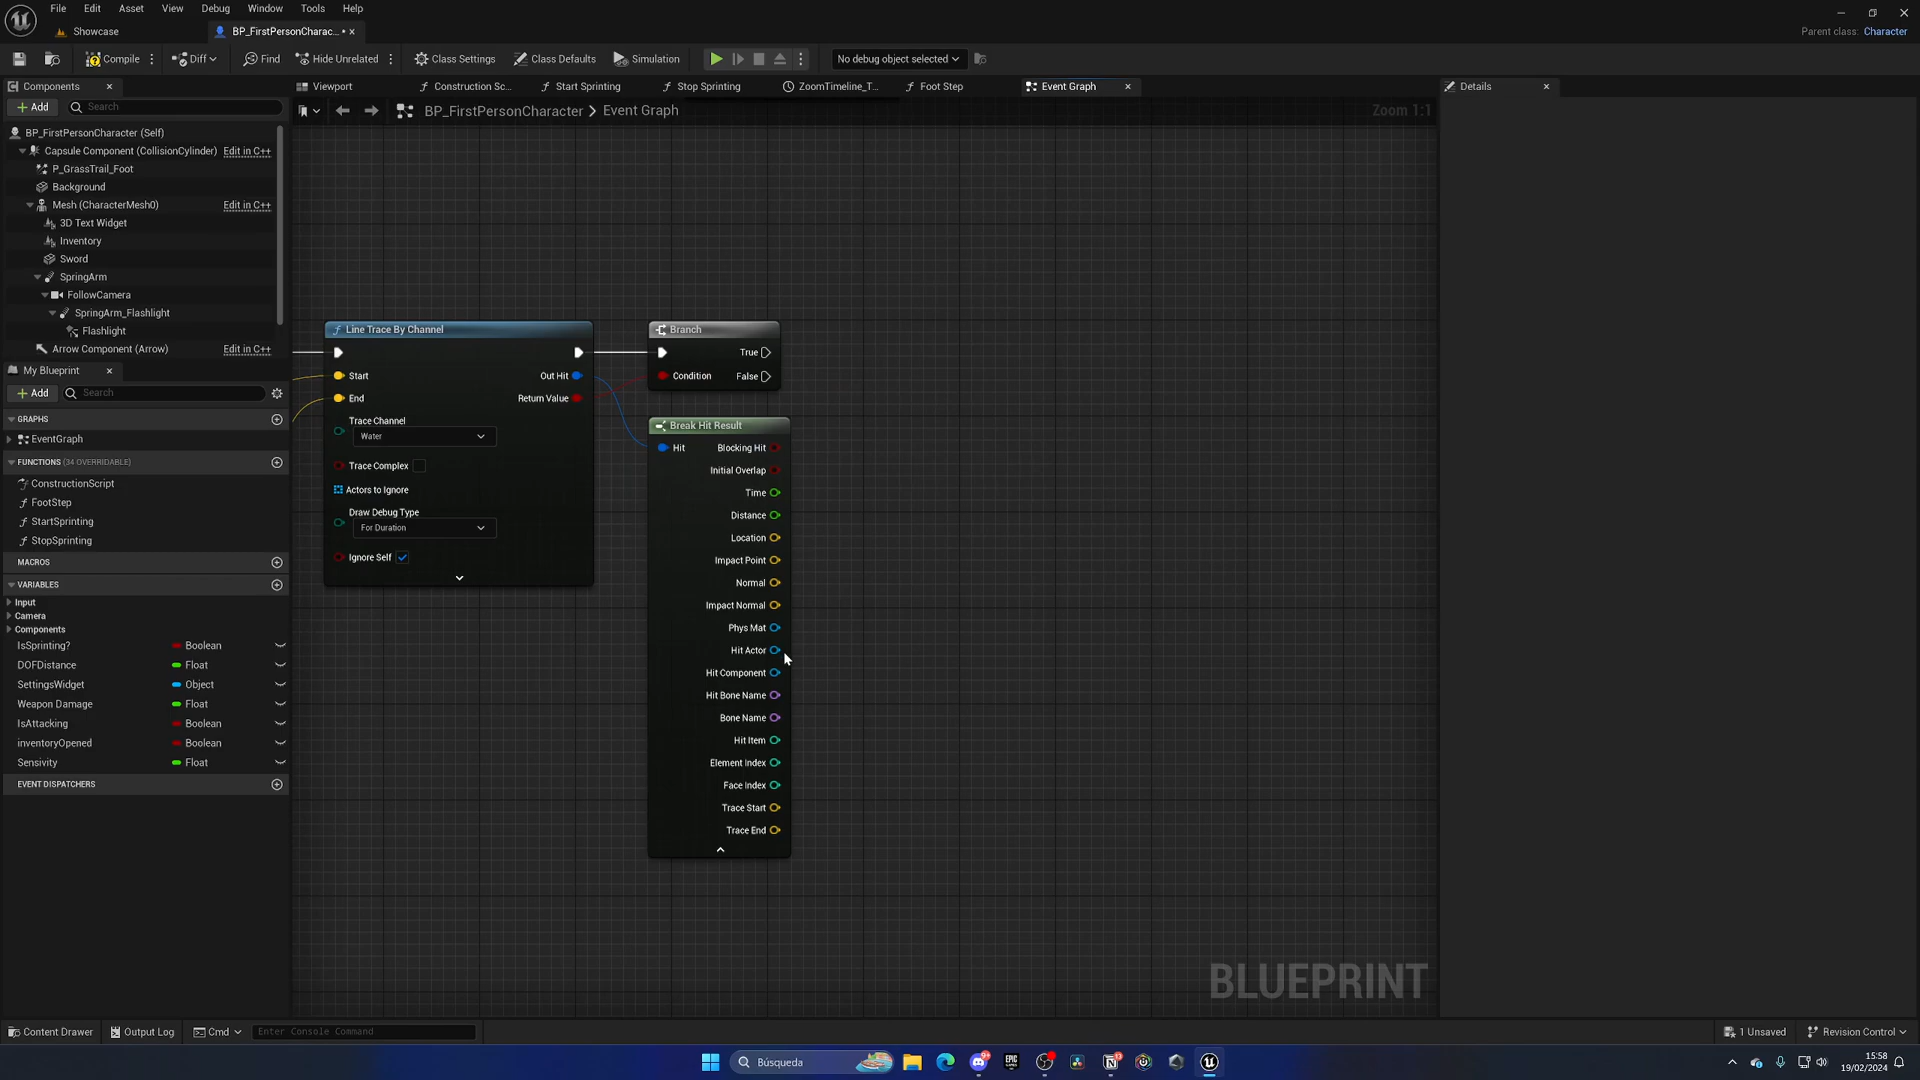 File Edit Asset View Debug Window Tools Help
Showcase
BP_FirstPersonCharac... •
Parent class: Character
Compile
Diff
Find
Hide Unrelated
Class Settings
Class Defaults
Simulation
No debug object selected
Components
Viewport
Construction Sc...
Start Sprinting
Stop Sprinting
ZoomTimeline_T...
Foot Step
Event Graph
Details
Add
Search
BP_FirstPersonCharacter > Event Graph
Zoom 1:1
BP_FirstPersonCharacter (Self)
Capsule Component (CollisionCylinder) Edit in C++
P_GrassTrail_Foot
Background
Mesh (CharacterMesh0) Edit in C++
3D Text Widget
Inventory
Sword
SpringArm
FollowCamera
SpringArm_Flashlight
Flashlight
Arrow Component (Arrow) Edit in C++
My Blueprint
Add
Search
GRAPHS
EventGraph
FUNCTIONS (34 OVERRIDABLE)
ConstructionScript
FootStep
StartSprinting
StopSprinting
MACROS
VARIABLES
Input
Camera
Components
IsSprinting? Boolean
DOFDistance Float
SettingsWidget Object
Weapon Damage Float
IsAttacking Boolean
inventoryOpened Boolean
Sensivity Float
EVENT DISPATCHERS
Line Trace By Channel
Start
Out Hit
End
Return Value
Trace Channel
Water
Trace Complex
Actors to Ignore
Draw Debug Type
For Duration
Ignore Self
Branch
True
Condition
False
Break Hit Result
Hit
Blocking Hit
Initial Overlap
Time
Distance
Location
Impact Point
Normal
Impact Normal
Phys Mat
Hit Actor
Hit Component
Hit Bone Name
Bone Name
Hit Item
Element Index
Face Index
Trace Start
Trace End
BLUEPRINT
Content Drawer
Output Log
Cmd
Enter Console Command
1 Unsaved
Revision Control
Búsqueda
EPIC GAMES
15:58
19/02/2024